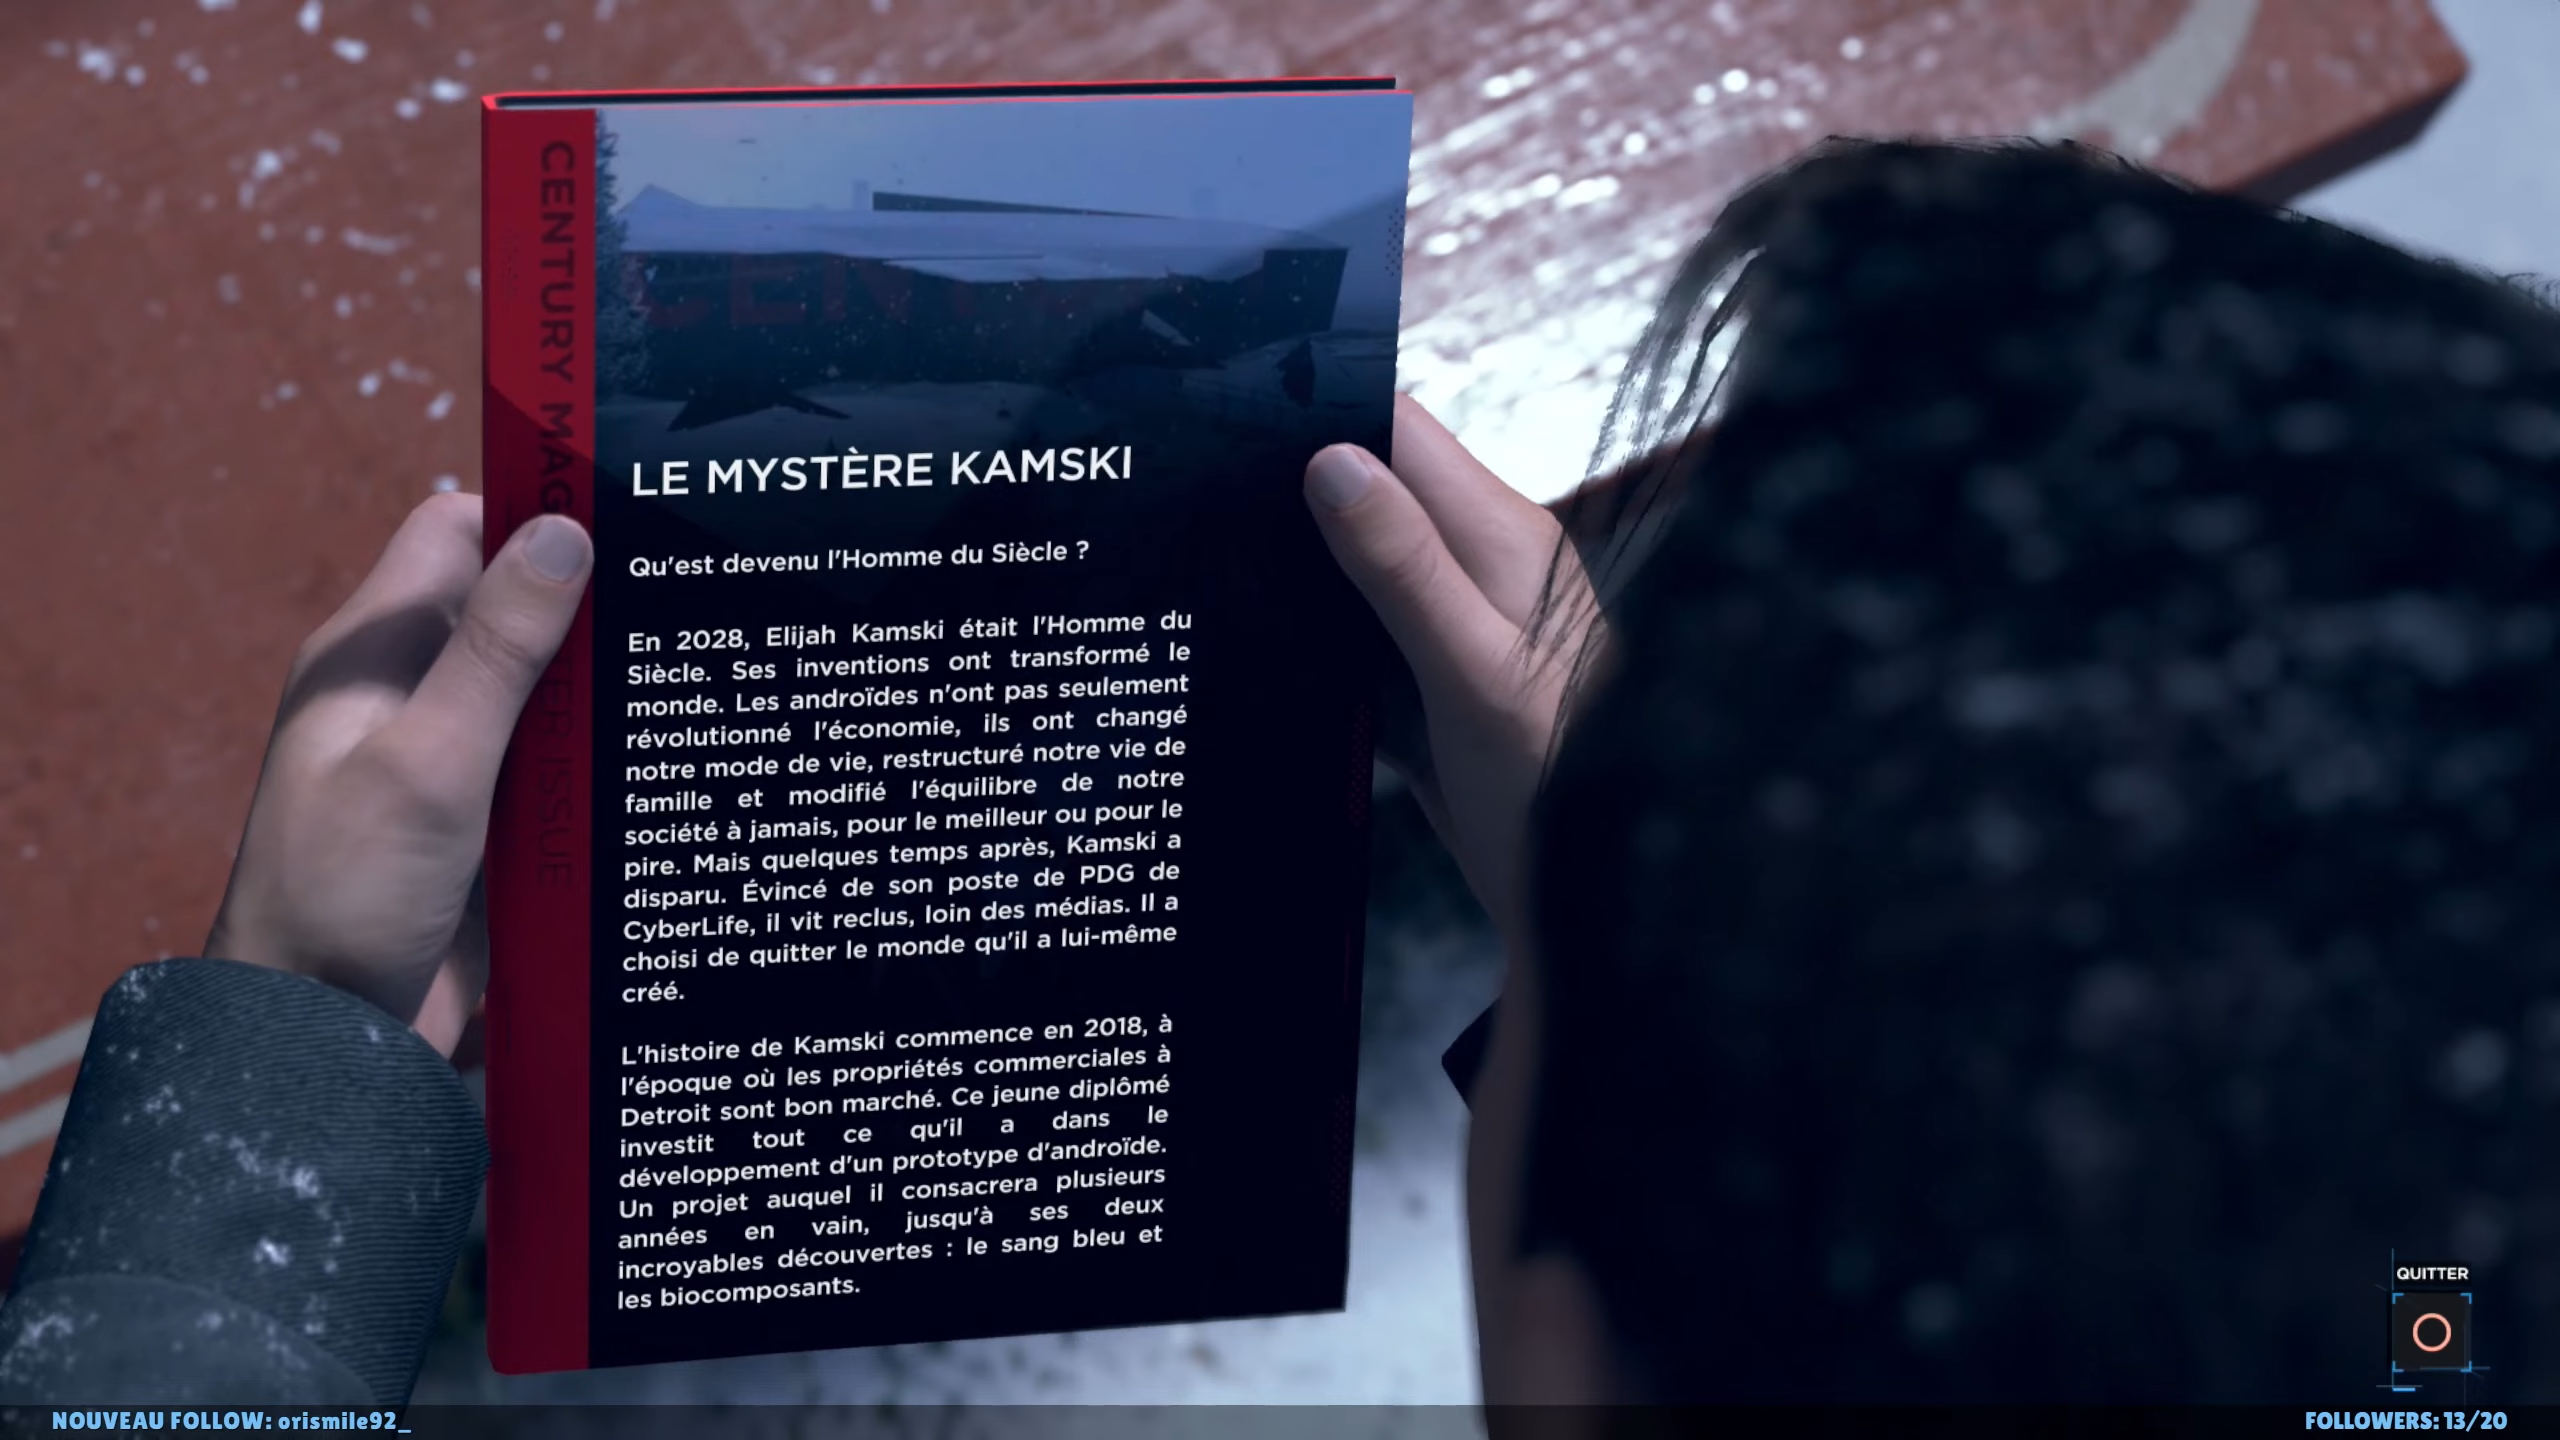 CENTURY MAG
TER ISSUE
LE MYSTÈRE KAMSKI
Qu'est devenu l'Homme du Siècle ?
En 2028, Elijah Kamski était l'Homme du
Siècle. Ses inventions ont transformé le
monde. Les androïdes n'ont pas seulement
révolutionné l'économie, ils ont changé
notre mode de vie, restructuré notre vie de
famille et modifié l'équilibre de notre
société à jamais, pour le meilleur ou pour le
pire. Mais quelques temps après, Kamski a
disparu. Évincé de son poste de PDG de
CyberLife, il vit reclus, loin des médias. Il a
choisi de quitter le monde qu'il a lui-même
créé.
L'histoire de Kamski commence en 2018, à
l'époque où les propriétés commerciales à
Detroit sont bon marché. Ce jeune diplômé
investit tout ce qu'il a dans le
développement d'un prototype d'androïde.
Un projet auquel il consacrera plusieurs
années en vain, jusqu'à ses deux
incroyables découvertes : le sang bleu et
les biocomposants.
QUITTER
NOUVEAU FOLLOW: orismile92_
FOLLOWERS: 13/20